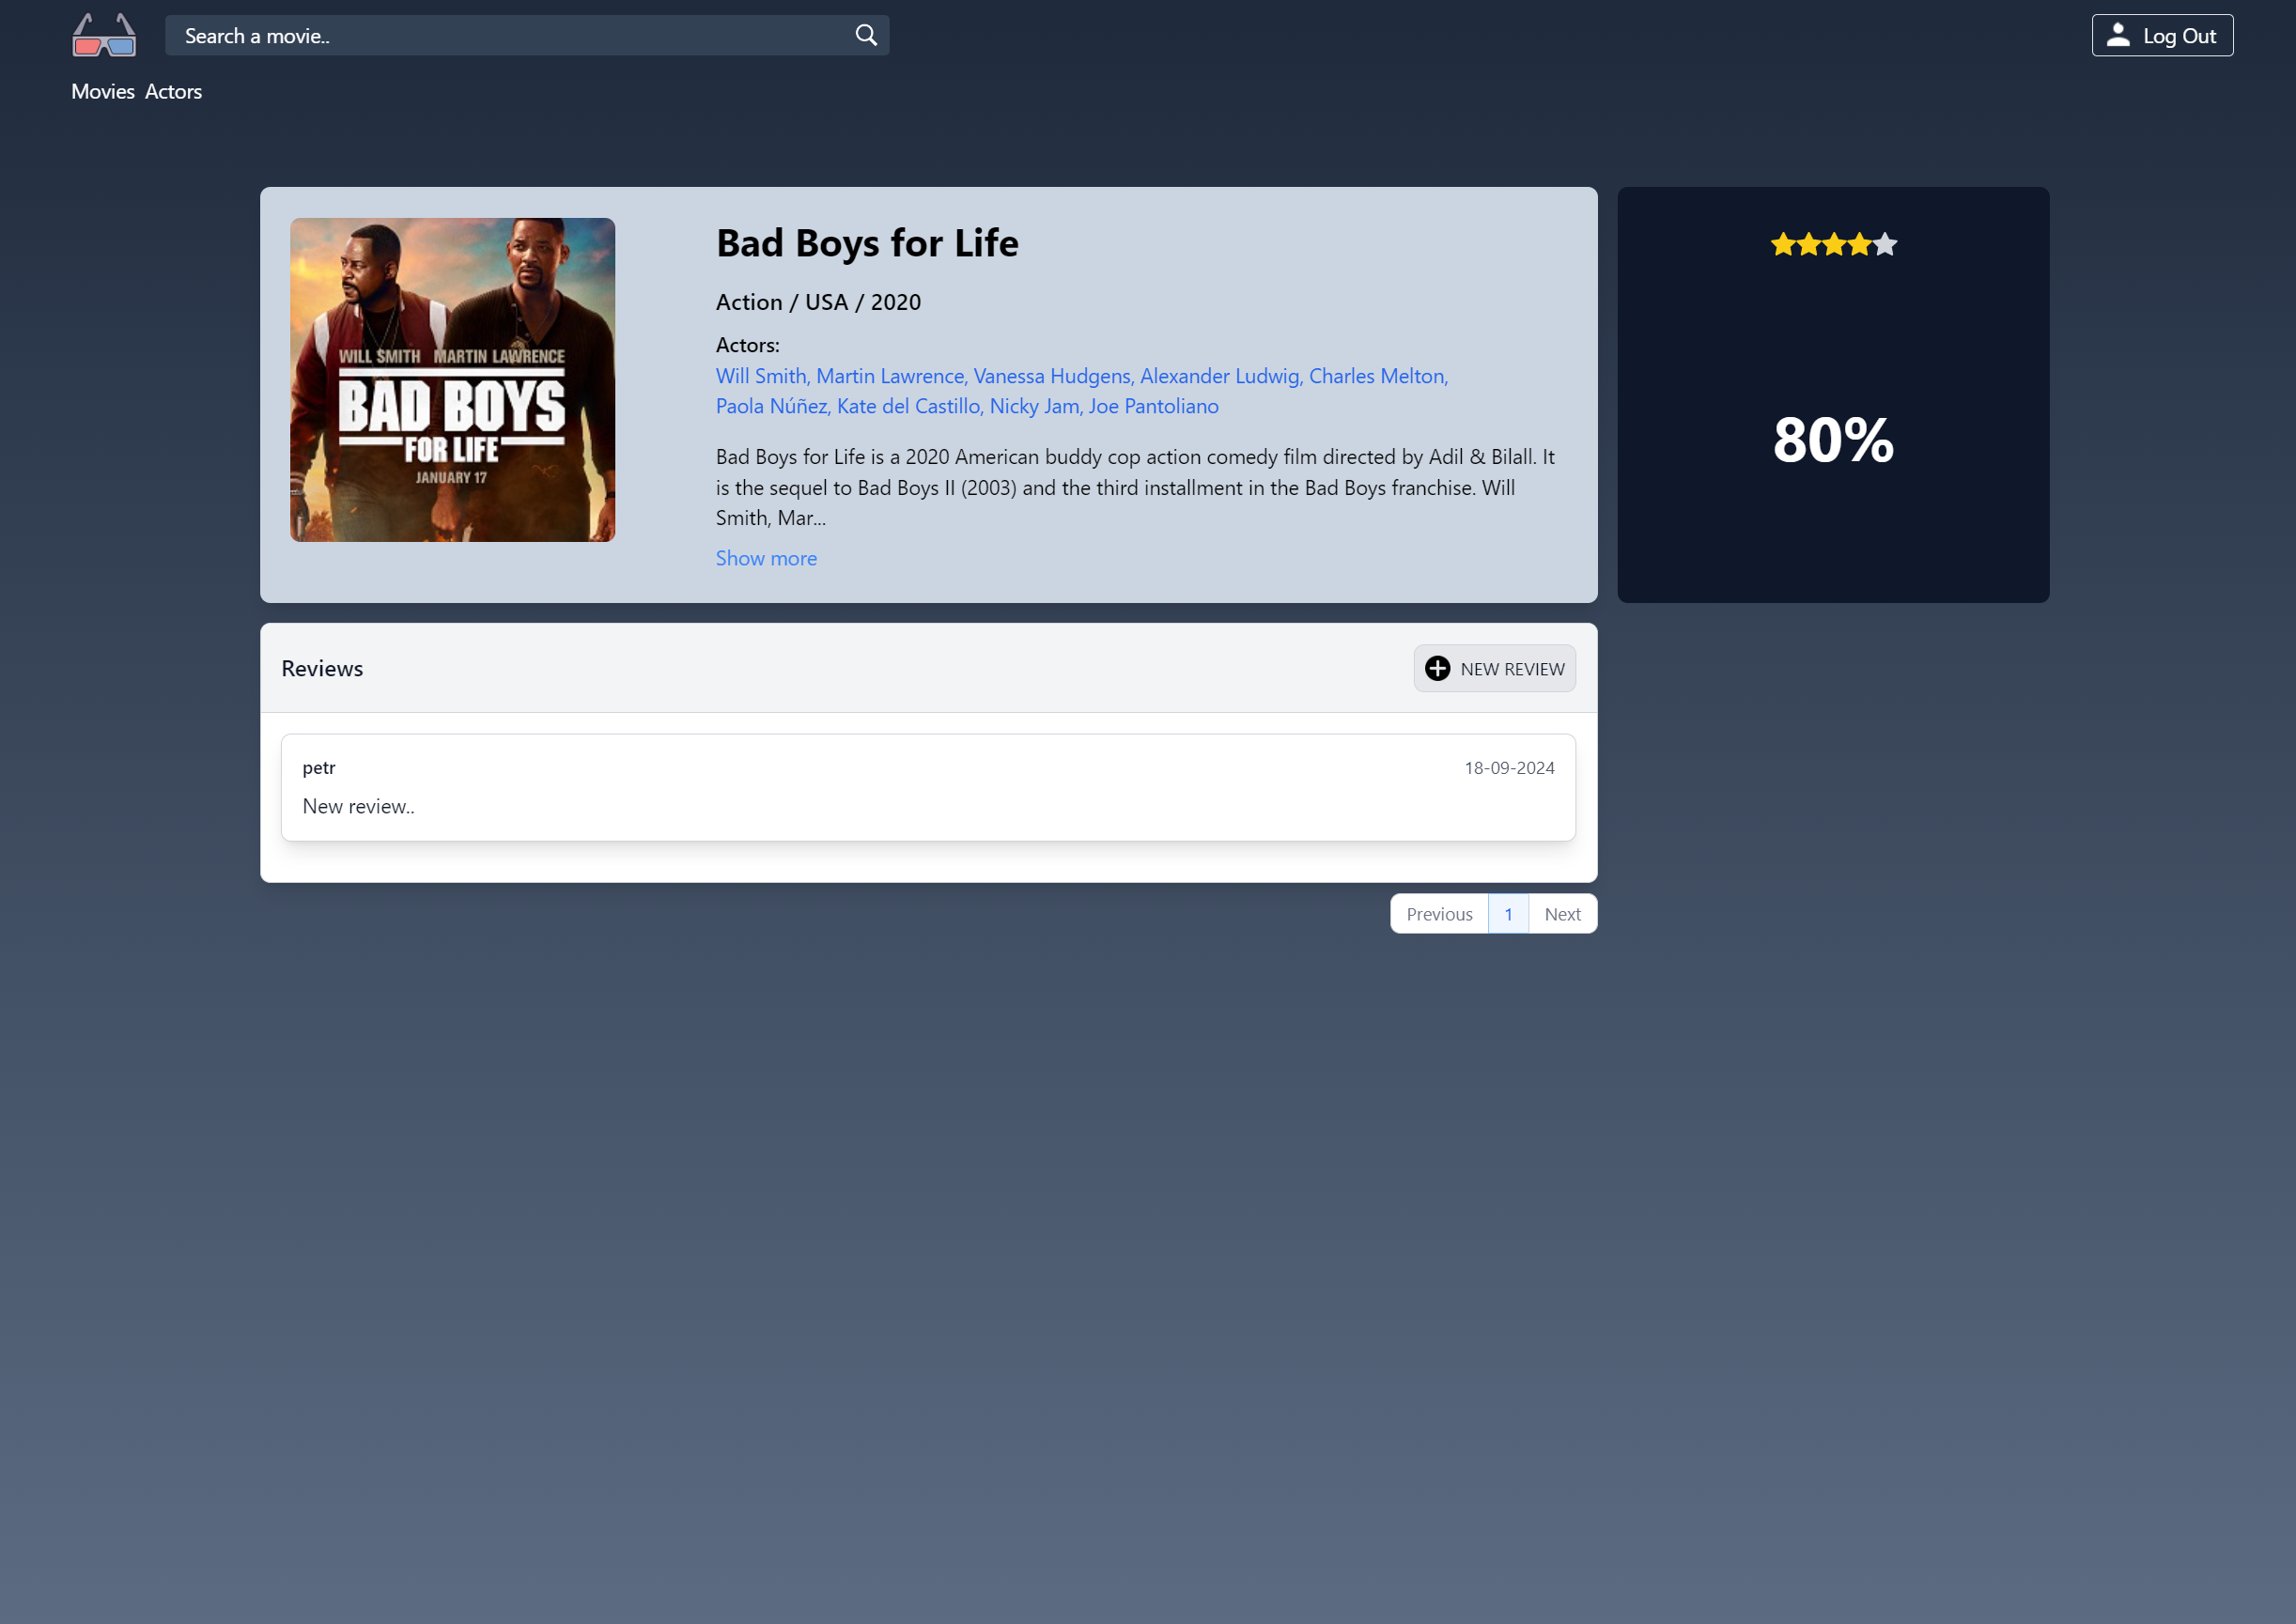 Search a movie..
Log Out
Movies Actors
WILL SMITH MARTIN LAWRENCE
BAD BOYS
FOR LIFE
JANUARY 17
Bad Boys for Life
Action / USA / 2020
Actors:
Will Smith, Martin Lawrence, Vanessa Hudgens, Alexander Ludwig, Charles Melton,
Paola Núñez, Kate del Castillo, Nicky Jam, Joe Pantoliano
Bad Boys for Life is a 2020 American buddy cop action comedy film directed by Adil & Bilall. It
is the sequel to Bad Boys II (2003) and the third installment in the Bad Boys franchise. Will
Smith, Mar...
Show more
80%
Reviews
NEW REVIEW
petr
18-09-2024
New review..
Previous 1 Next